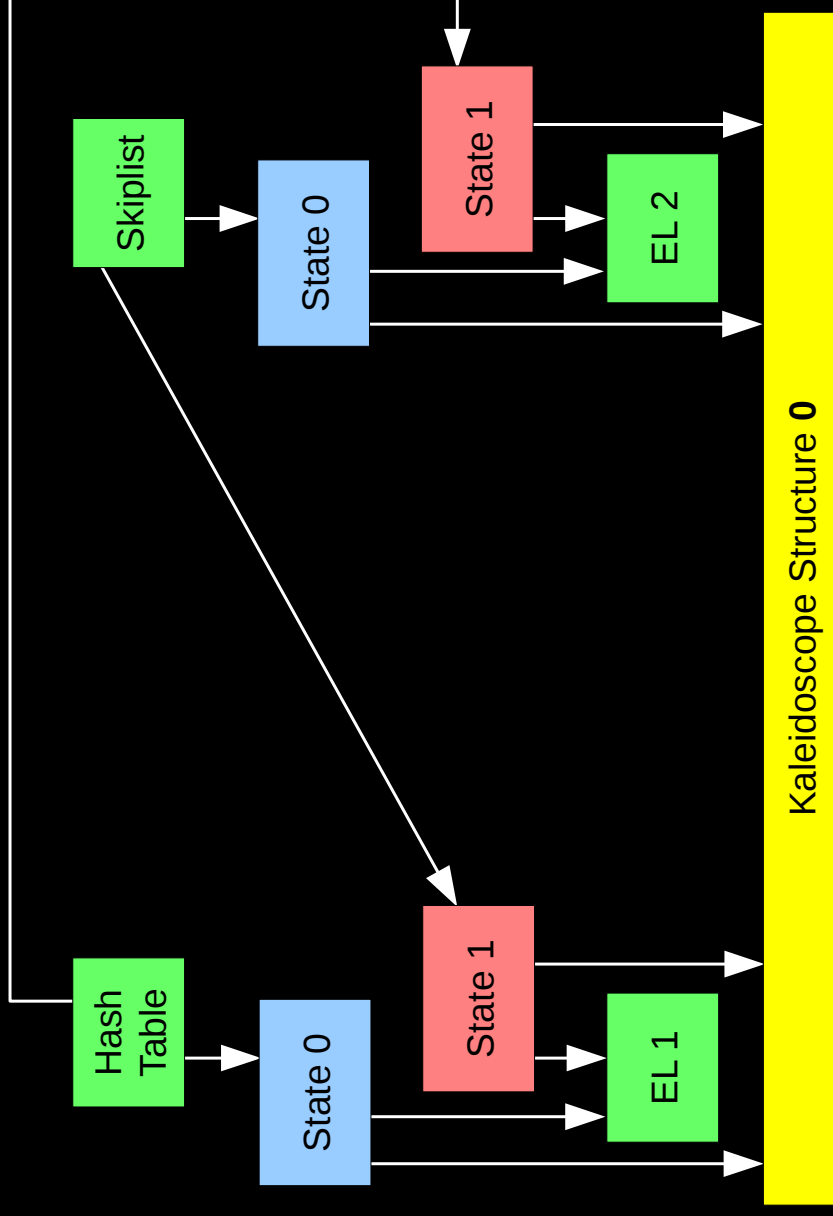 Hash
Table
Skiplist
State 0
State 0
State 1
State 1
EL 1
EL 2
Kaleidoscope Structure 0